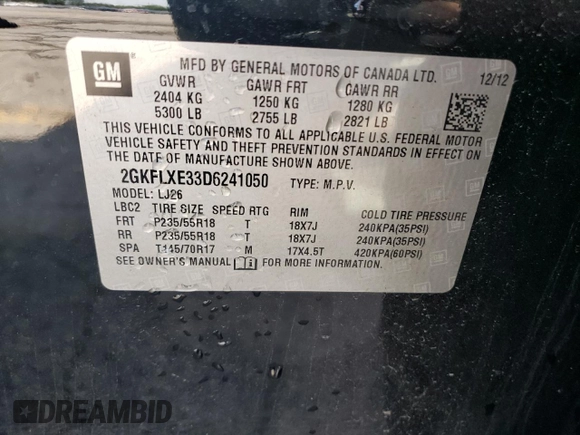 GM
MFD BY GENERAL MOTORS OF CANADA LTD. 12/12
GVWR GAWR FRT GAWR RR
2404 KG 1250 KG 1280 KG
5300 LB 2755 LB 2821 LB
THIS VEHICLE CONFORMS TO ALL APPLICABLE U.S. FEDERAL MOTOR
VEHICLE SAFETY AND THEFT PREVENTION STANDARDS IN EFFECT ON
THE DATE OF MANUFACTURE SHOWN ABOVE.
2GKFLXE33D6241050 TYPE: M.P.V.
MODEL: LJ26
LBC2 TIRE SIZE SPEED RTG RIM COLD TIRE PRESSURE
FRT P235/55R18 T 18X7J 240KPA(35PSI)
RR P235/55R18 T 18X7J 240KPA(35PSI)
SPA T145/70R17 M 17X4.5T 420KPA(60PSI)
SEE OWNER'S MANUAL FOR MORE INFORMATION.
DREAMBID